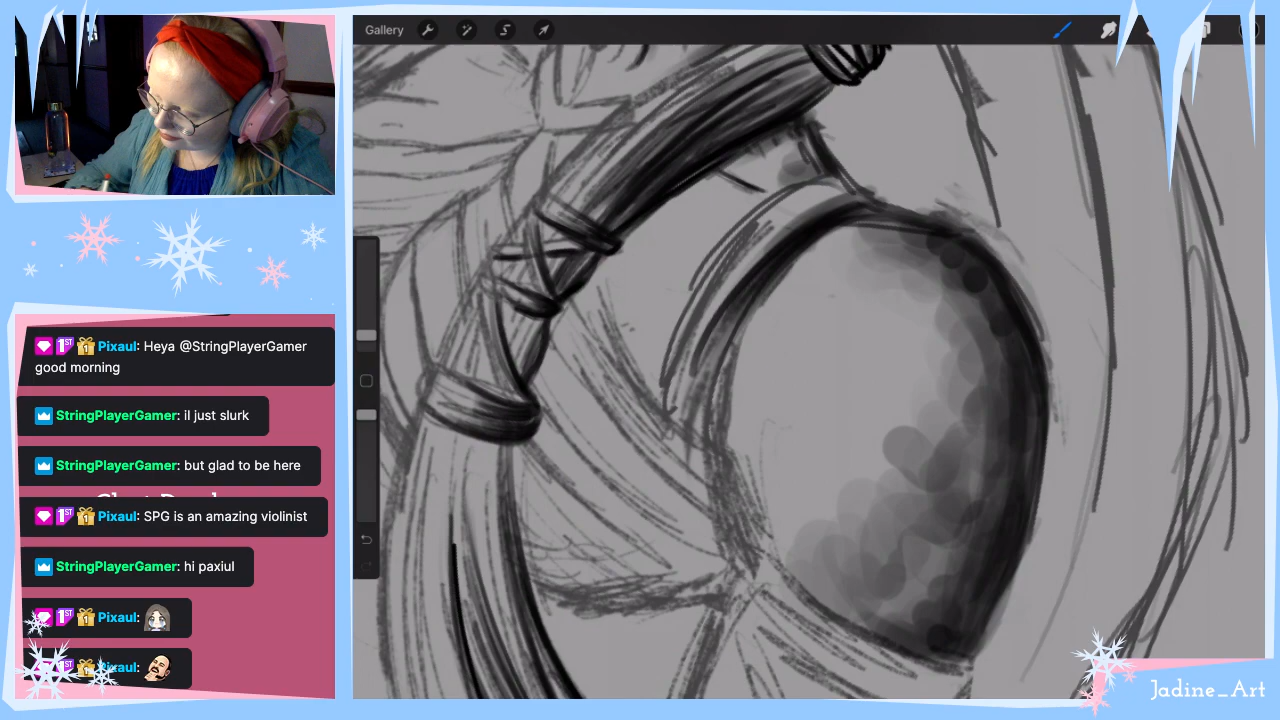 Gallery
Pixaul: Heya @StringPlayerGamer
good morning
StringPlayerGamer: il just slurk
StringPlayerGamer: but glad to be here
Pixaul: SPG is an amazing violinist
StringPlayerGamer: hi paxiul
Pixaul:
Pixaul:
Jadine_Art